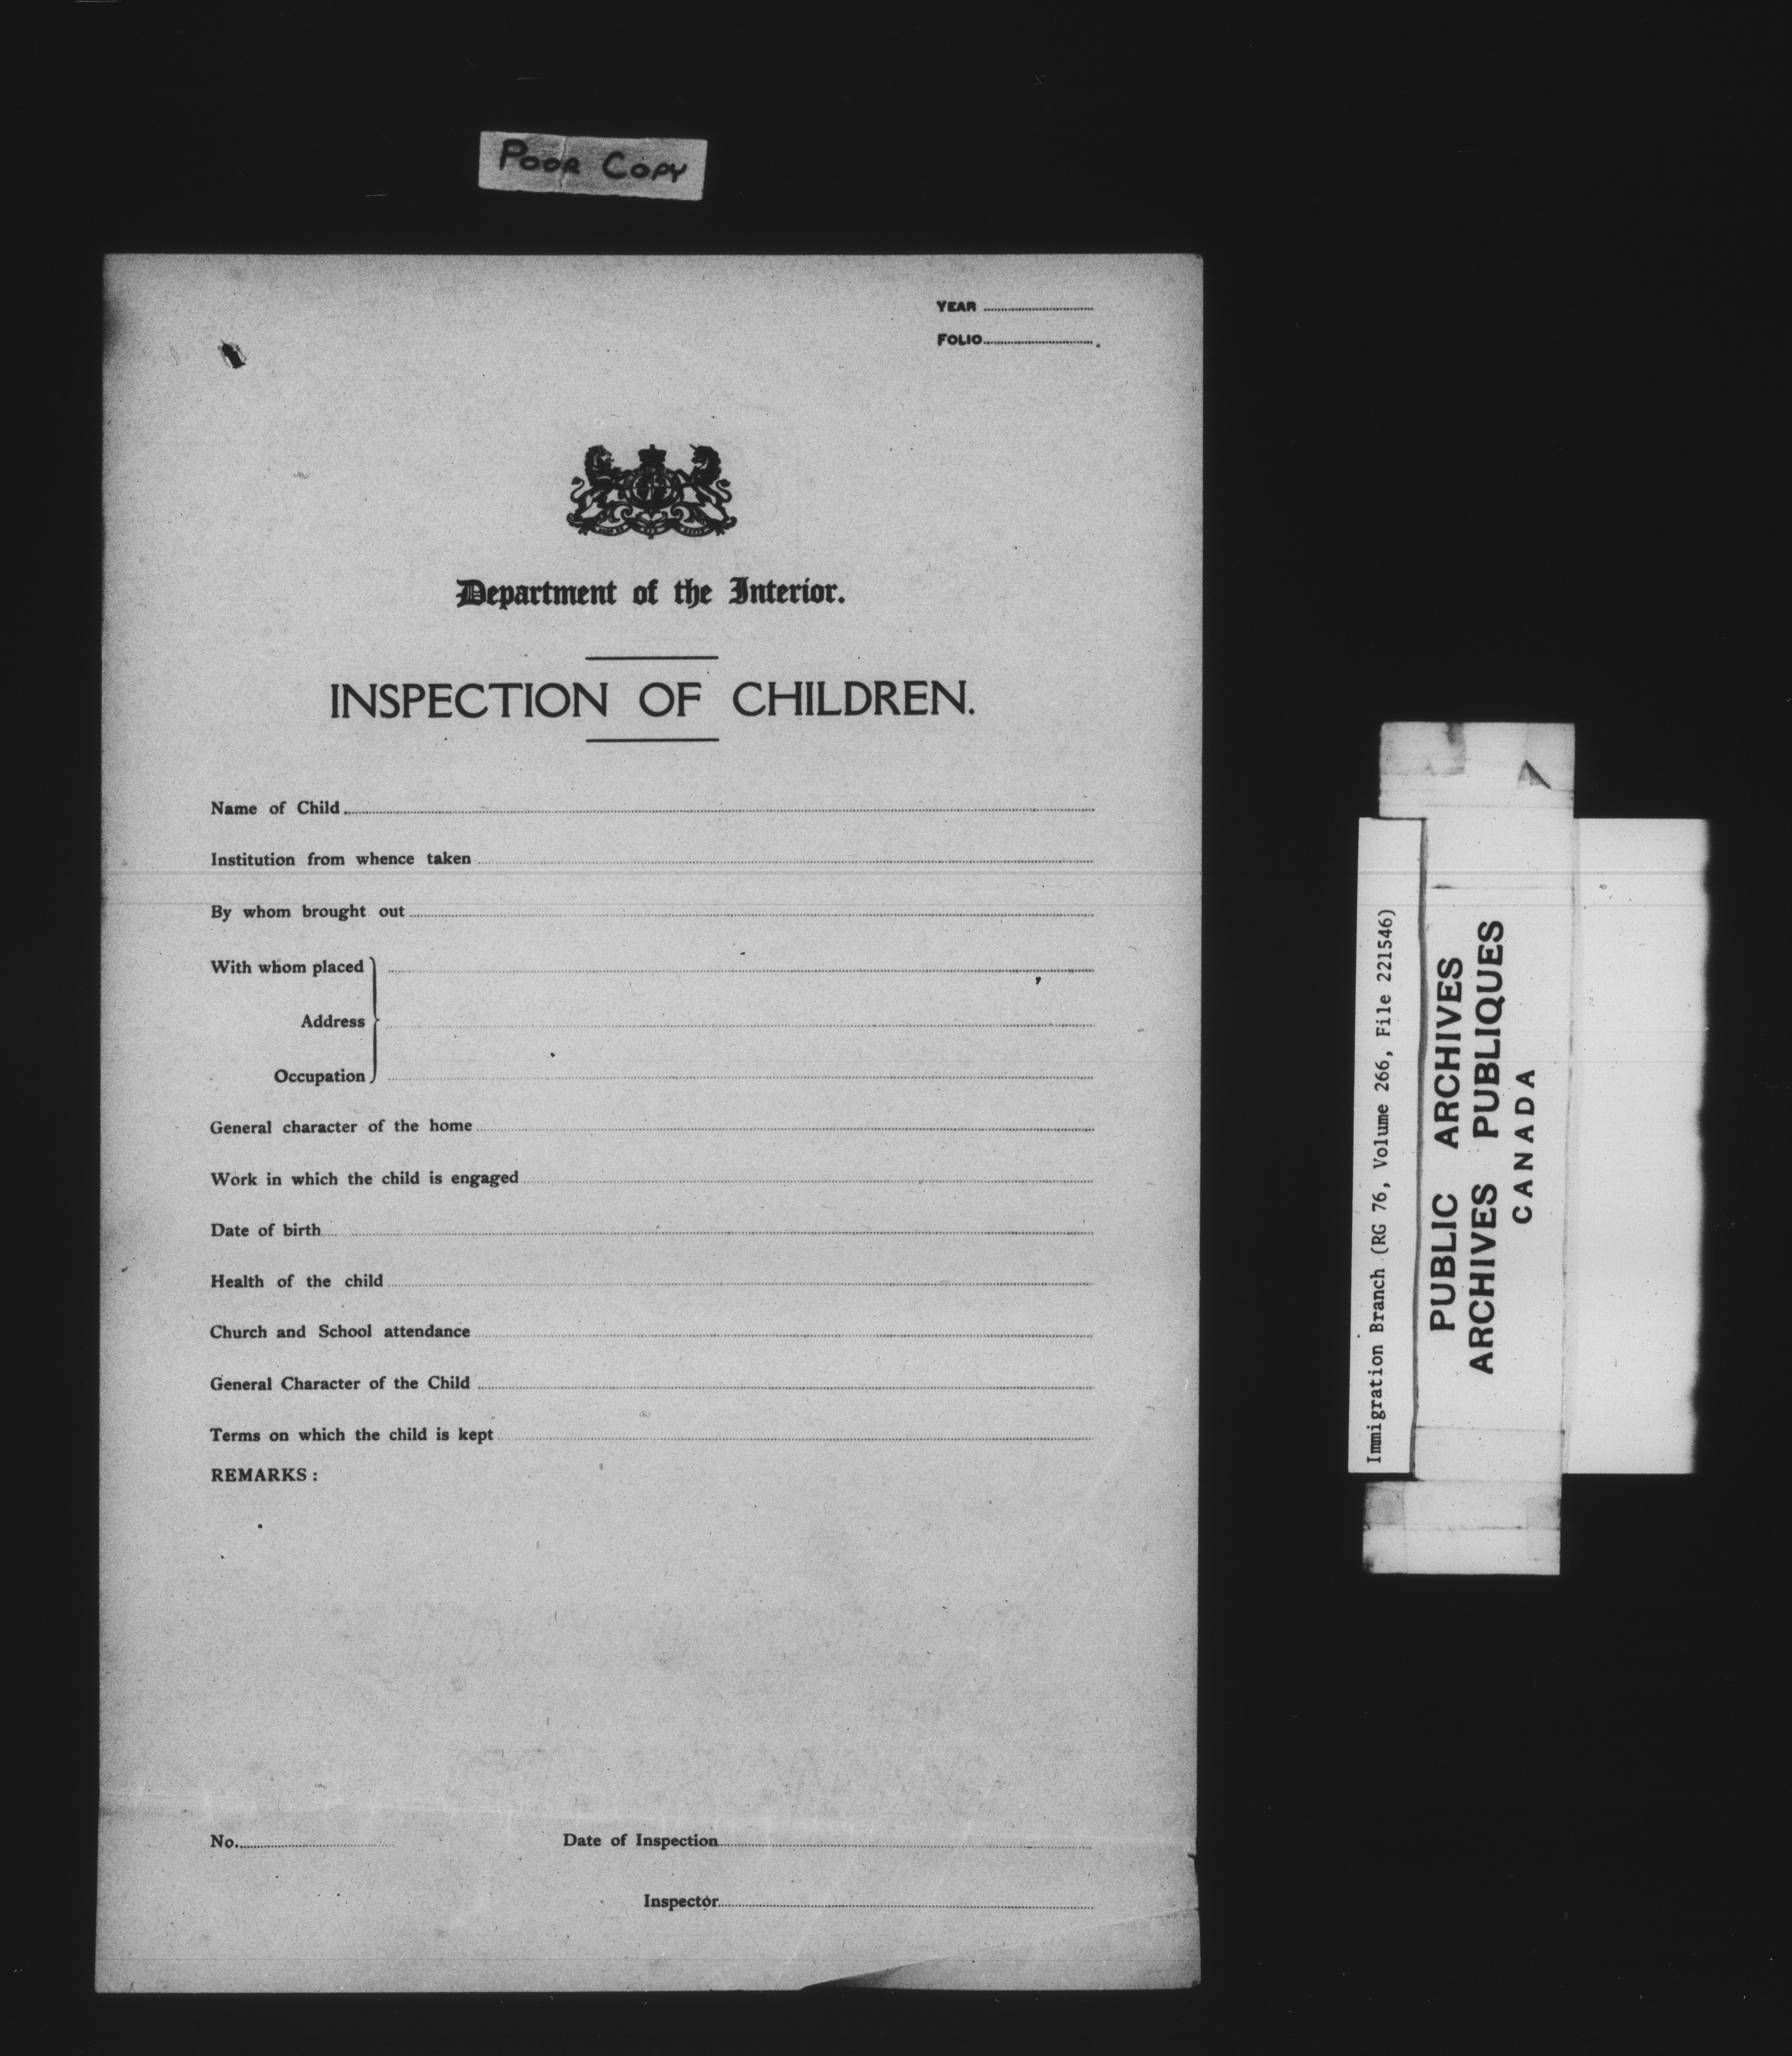 POOR COPY
YEAR
FOLIO
Department of the Interior.
INSPECTION OF CHILDREN.
Name of Child
Institution from whence taken
By whom brought out
With whom placed
Address
Occupation
General character of the home
Work in which the child is engaged
Date of birth
Health of the child
Church and School attendance
General Character of the Child
Terms on which the child is kept
REMARKS :
No.
Date of Inspection
Inspector
Immigration Branch (RG 76, Volume 266, File 221546)
PUBLIC ARCHIVES
ARCHIVES PUBLIQUES
CANADA